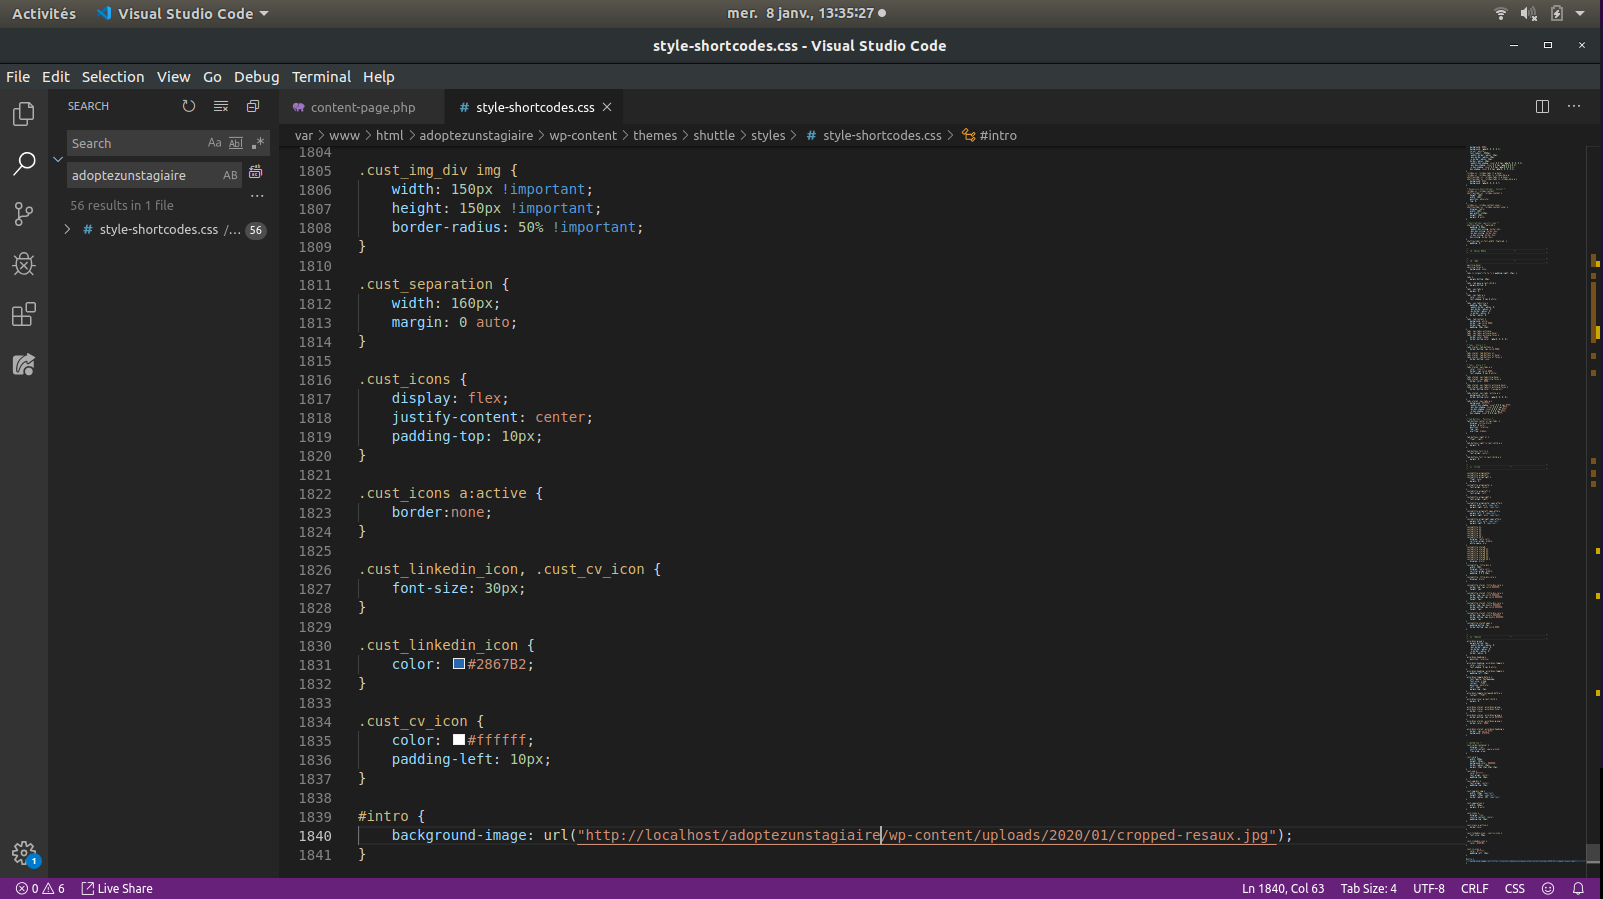 Activités Visual Studio Code mer. 8 janv., 13:35:27
style-shortcodes.css - Visual Studio Code
File Edit Selection View Go Debug Terminal Help
SEARCH
content-page.php # style-shortcodes.css
var > www > html > adoptezunstagiaire > wp-content > themes > shuttle > styles > # style-shortcodes.css > #intro
Search Aa Abl .*
adoptezunstagiaire AB
...
56 results in 1 file
> # style-shortcodes.css /... 56
1804
1805 .cust_img_div img {
1806 width: 150px !important;
1807 height: 150px !important;
1808 border-radius: 50% !important;
1809 }
1810
1811 .cust_separation {
1812 width: 160px;
1813 margin: 0 auto;
1814 }
1815
1816 .cust_icons {
1817 display: flex;
1818 justify-content: center;
1819 padding-top: 10px;
1820 }
1821
1822 .cust_icons a:active {
1823 border:none;
1824 }
1825
1826 .cust_linkedin_icon, .cust_cv_icon {
1827 font-size: 30px;
1828 }
1829
1830 .cust_linkedin_icon {
1831 color: #2867B2;
1832 }
1833
1834 .cust_cv_icon {
1835 color: #ffffff;
1836 padding-left: 10px;
1837 }
1838
1839 #intro {
1840 background-image: url("http://localhost/adoptezunstagiaire/wp-content/uploads/2020/01/cropped-resaux.jpg");
1841 }
1
0 6 Live Share Ln 1840, Col 63 Tab Size: 4 UTF-8 CRLF CSS